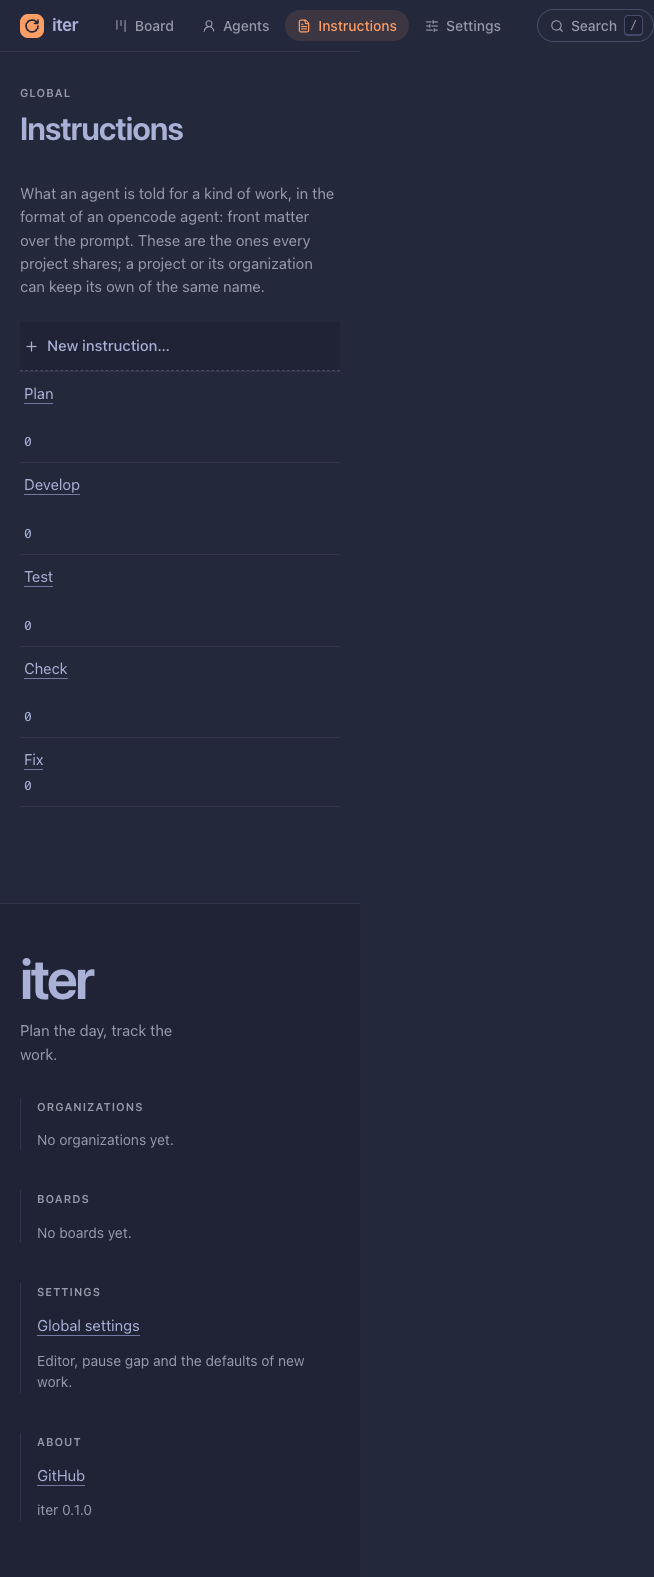 iter
Board
Agents
Instructions
Settings
Search /
GLOBAL
Instructions
What an agent is told for a kind of work, in the
format of an opencode agent: front matter
over the prompt. These are the ones every
project shares; a project or its organization
can keep its own of the same name.
+ New instruction...
Plan
0
Develop
0
Test
0
Check
0
Fix
0
iter
Plan the day, track the
work.
ORGANIZATIONS
No organizations yet.
BOARDS
No boards yet.
SETTINGS
Global settings
Editor, pause gap and the defaults of new
work.
ABOUT
GitHub
iter 0.1.0